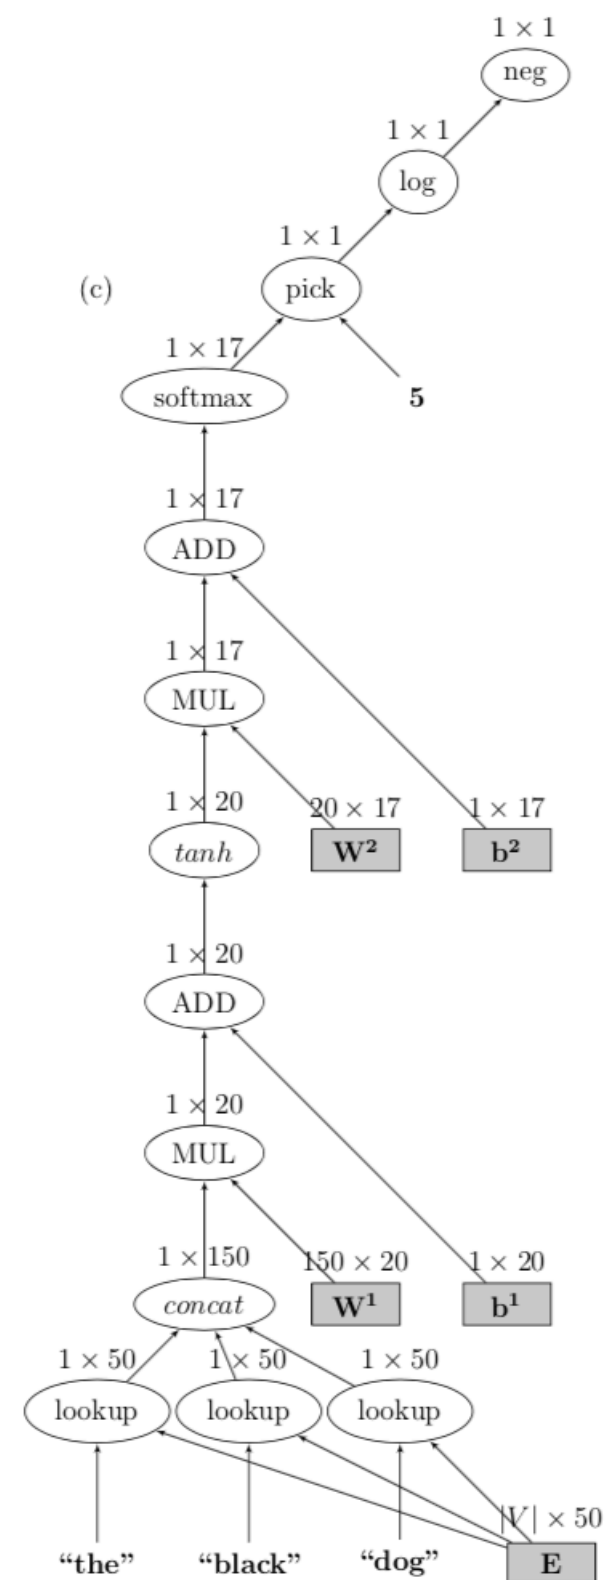 1 × 1
neg
1 × 1
log
1 × 1
(c) pick
1 × 17
softmax 5
1 × 17
ADD
1 × 17
MUL
1 × 20 20 × 17 1 × 17
tanh W² b²
1 × 20
ADD
1 × 20
MUL
1 × 150 150 × 20 1 × 20
concat W¹ b¹
1 × 50 1 × 50 1 × 50
lookup lookup lookup
|V| × 50
“the” “black” “dog” E